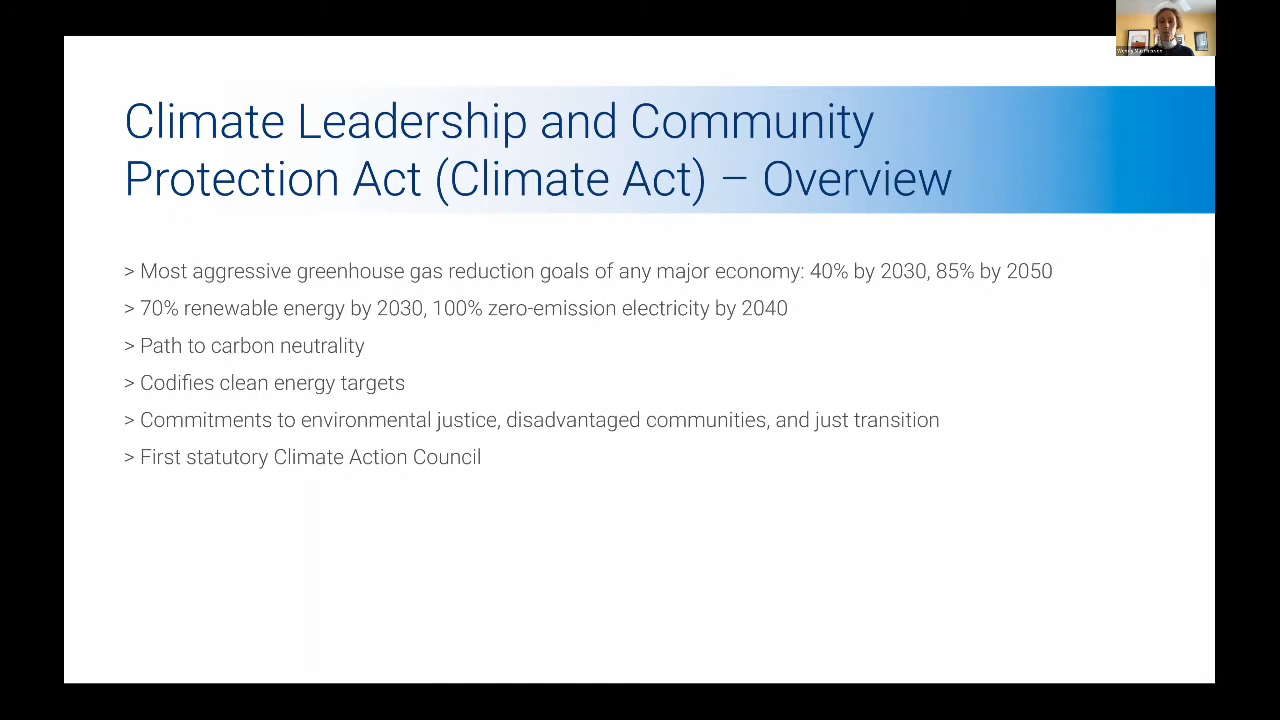 Climate Leadership and Community
Protection Act (Climate Act) – Overview
> Most aggressive greenhouse gas reduction goals of any major economy: 40% by 2030, 85% by 2050
> 70% renewable energy by 2030, 100% zero-emission electricity by 2040
> Path to carbon neutrality
> Codifies clean energy targets
> Commitments to environmental justice, disadvantaged communities, and just transition
> First statutory Climate Action Council